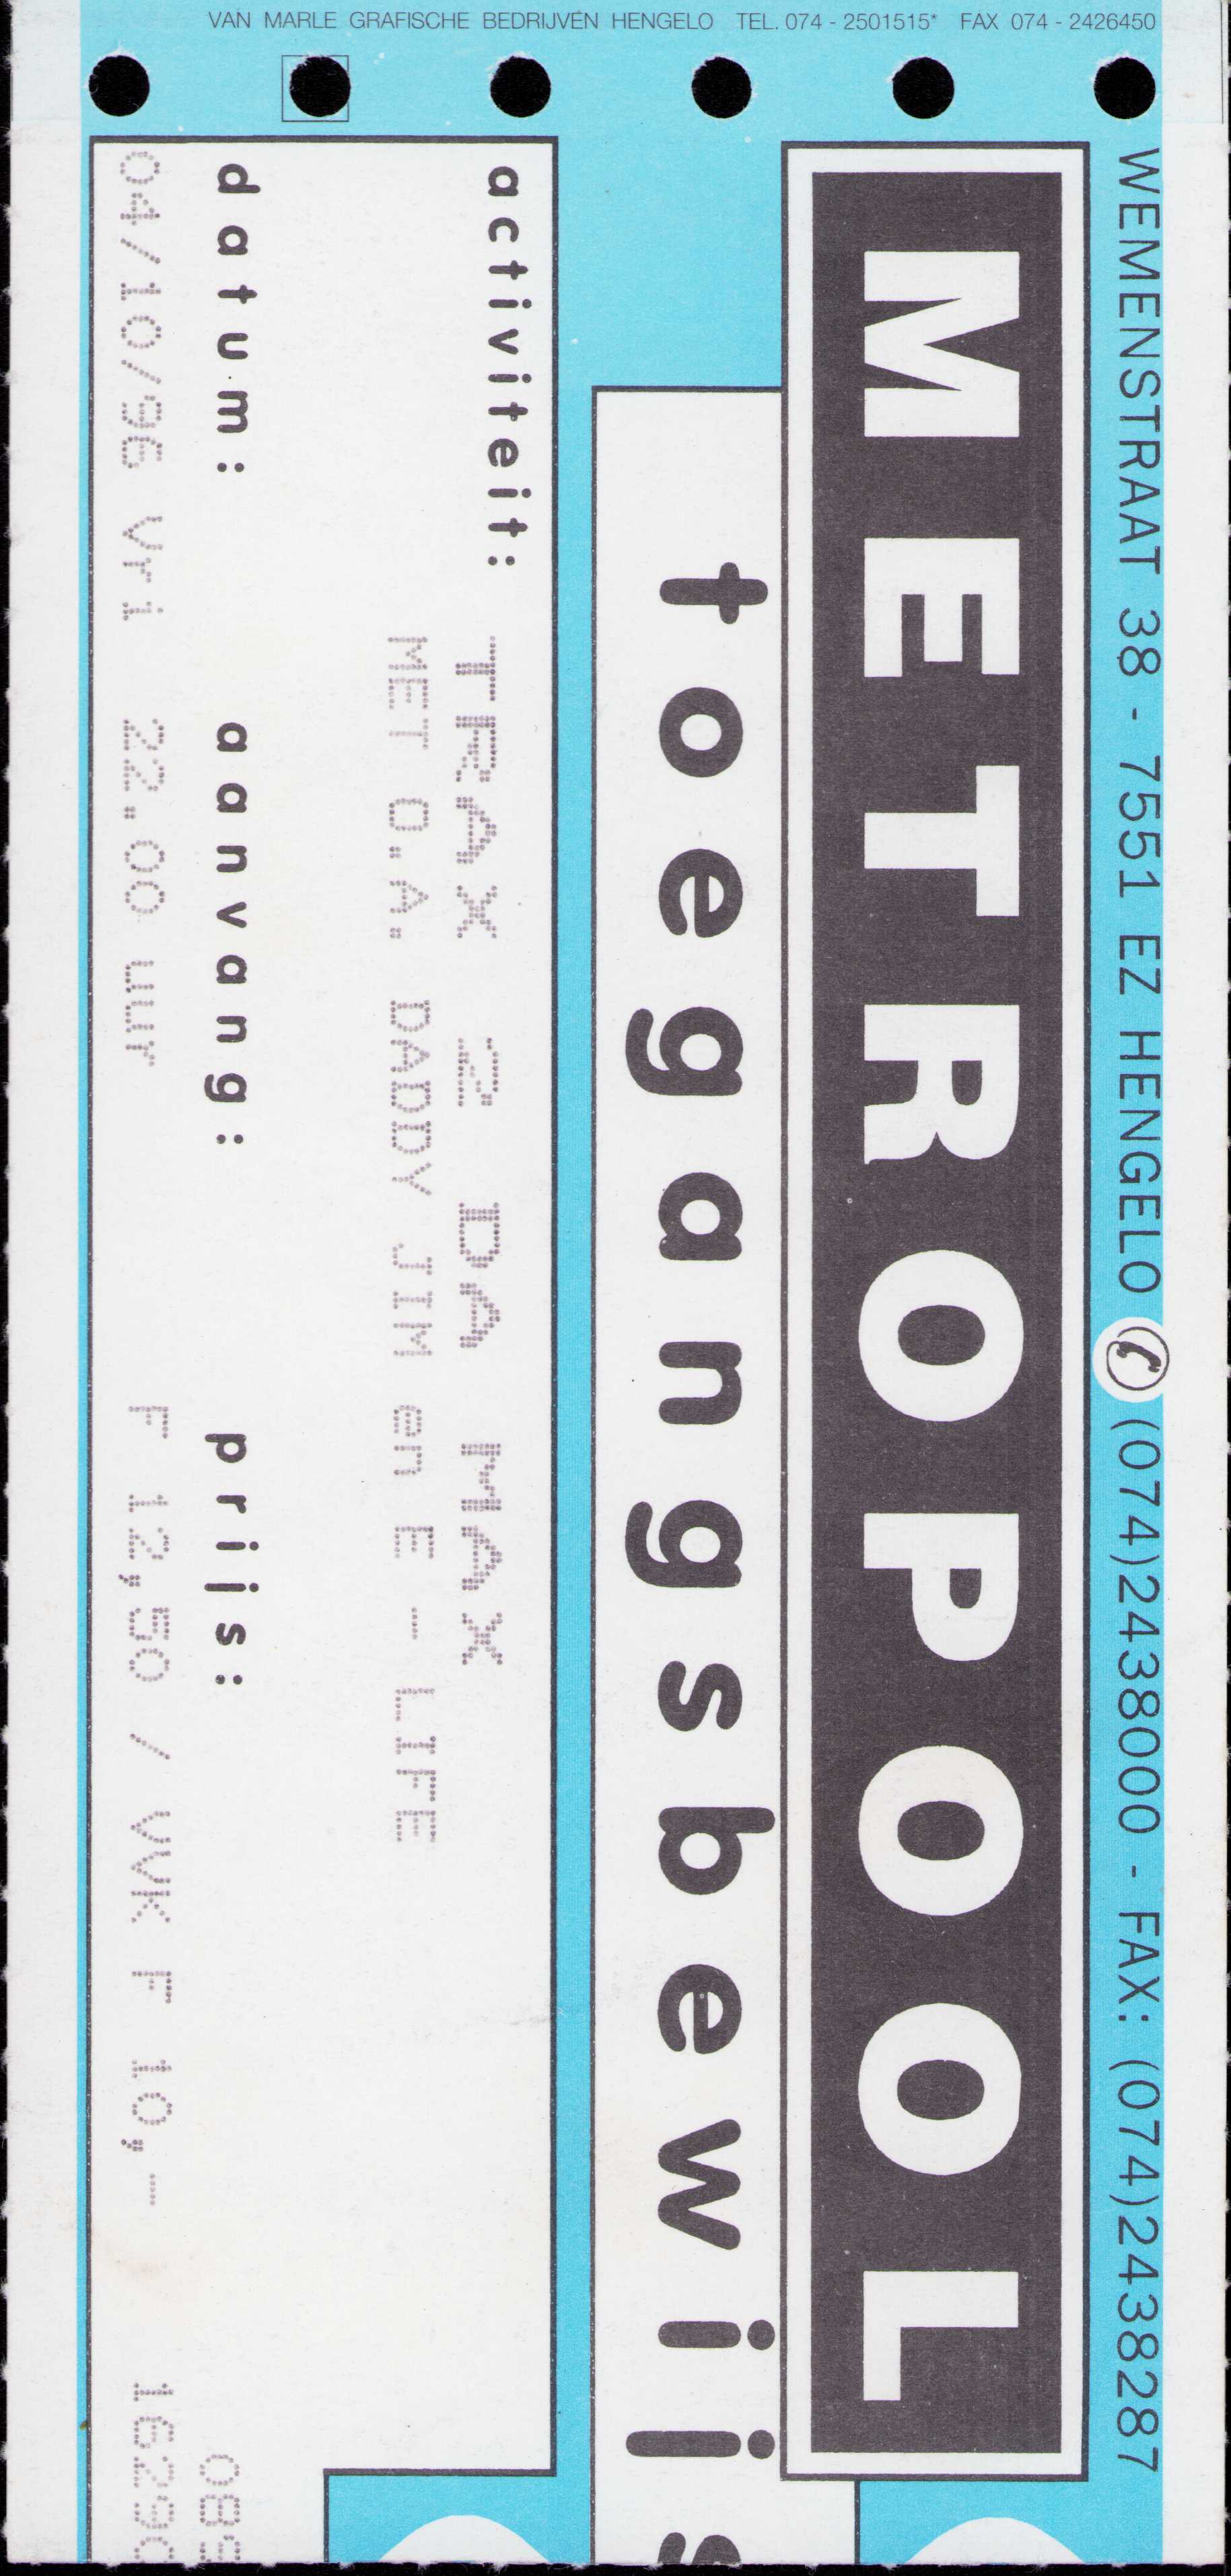 VAN MARLE GRAFISCHE BEDRIJVEN HENGELO TEL. 074 - 2501515* FAX 074 - 2426450
WEMENSTRAAT 38 - 7551 EZ HENGELO ✆ (074)2438000 - FAX: (074)2438287
METROPOOL
toegangsbewijs
activiteit:
TRAX 2 DA MAX
MET O.A. DADDY JIM en E - LIFE
datum: aanvang: prijs:
04/10/96 Vri 22.00 uur F 12,50 / VVK F 10,-